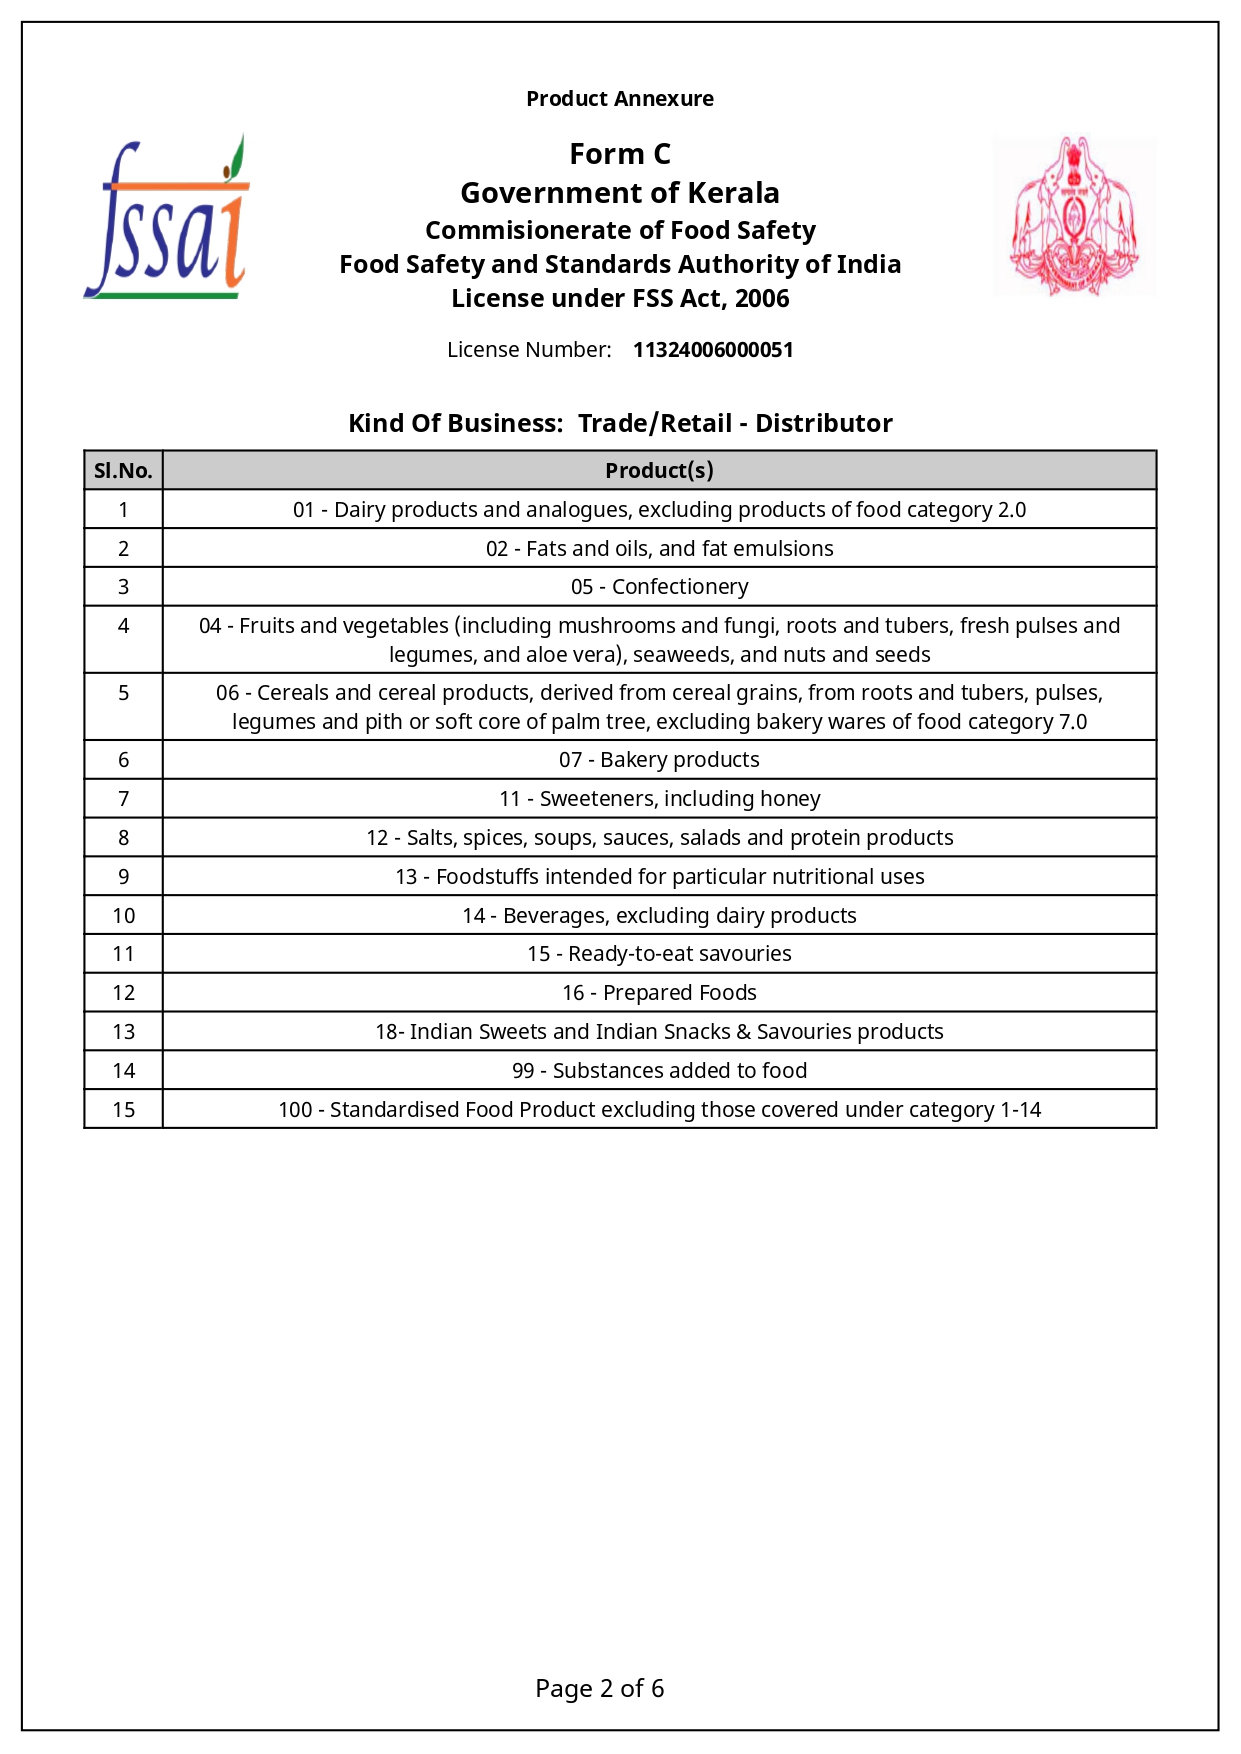 Product Annexure
fssai
Form C
Government of Kerala
Commisionerate of Food Safety
Food Safety and Standards Authority of India
License under FSS Act, 2006
License Number: 11324006000051
Kind Of Business: Trade/Retail - Distributor
Sl.No. Product(s)
1 01 - Dairy products and analogues, excluding products of food category 2.0
2 02 - Fats and oils, and fat emulsions
3 05 - Confectionery
4 04 - Fruits and vegetables (including mushrooms and fungi, roots and tubers, fresh pulses and
legumes, and aloe vera), seaweeds, and nuts and seeds
5 06 - Cereals and cereal products, derived from cereal grains, from roots and tubers, pulses,
legumes and pith or soft core of palm tree, excluding bakery wares of food category 7.0
6 07 - Bakery products
7 11 - Sweeteners, including honey
8 12 - Salts, spices, soups, sauces, salads and protein products
9 13 - Foodstuffs intended for particular nutritional uses
10 14 - Beverages, excluding dairy products
11 15 - Ready-to-eat savouries
12 16 - Prepared Foods
13 18- Indian Sweets and Indian Snacks & Savouries products
14 99 - Substances added to food
15 100 - Standardised Food Product excluding those covered under category 1-14
Page 2 of 6